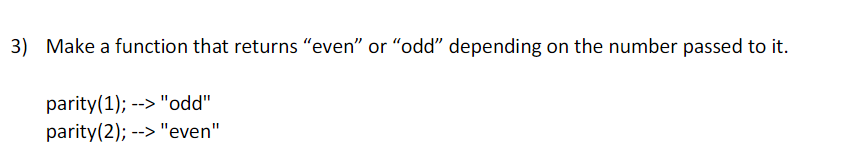 3) Make a function that returns “even” or “odd” depending on the number passed to it.
parity(1); --> "odd"
parity(2); --> "even"